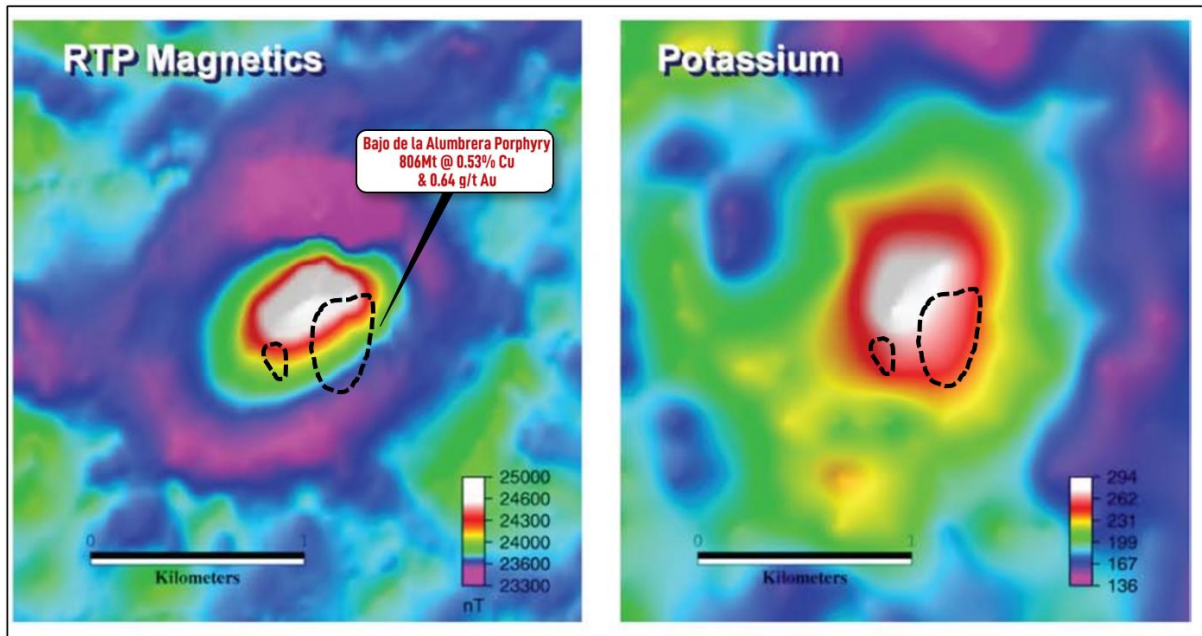 RTP Magnetics
Bajo de la Alumbrera Porphyry
806Mt @ 0.53% Cu
& 0.64 g/t Au
25000
24600
24300
24000
23600
23300
nT
0 1
Kilometers
Potassium
294
262
231
199
167
136
0 1
Kilometers